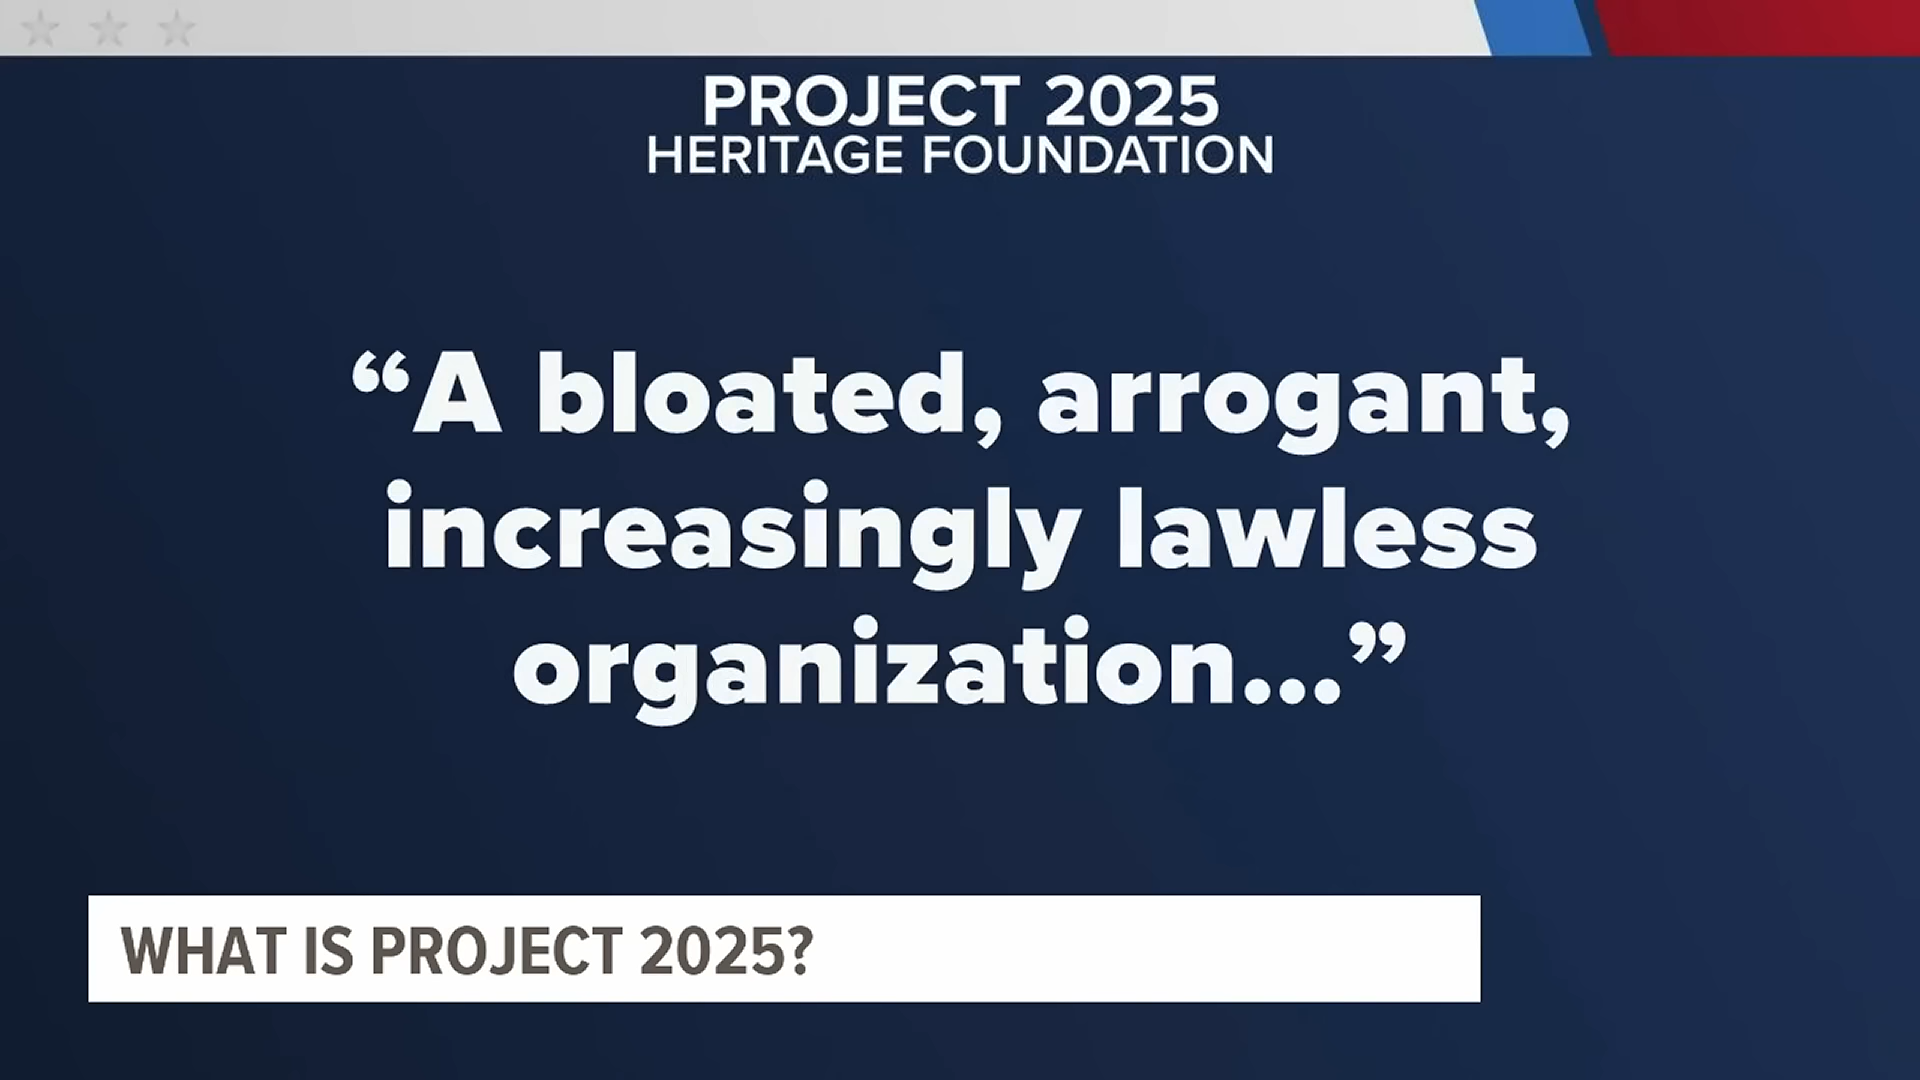 PROJECT 2025
HERITAGE FOUNDATION
“A bloated, arrogant,
increasingly lawless
organization...”
WHAT IS PROJECT 2025?